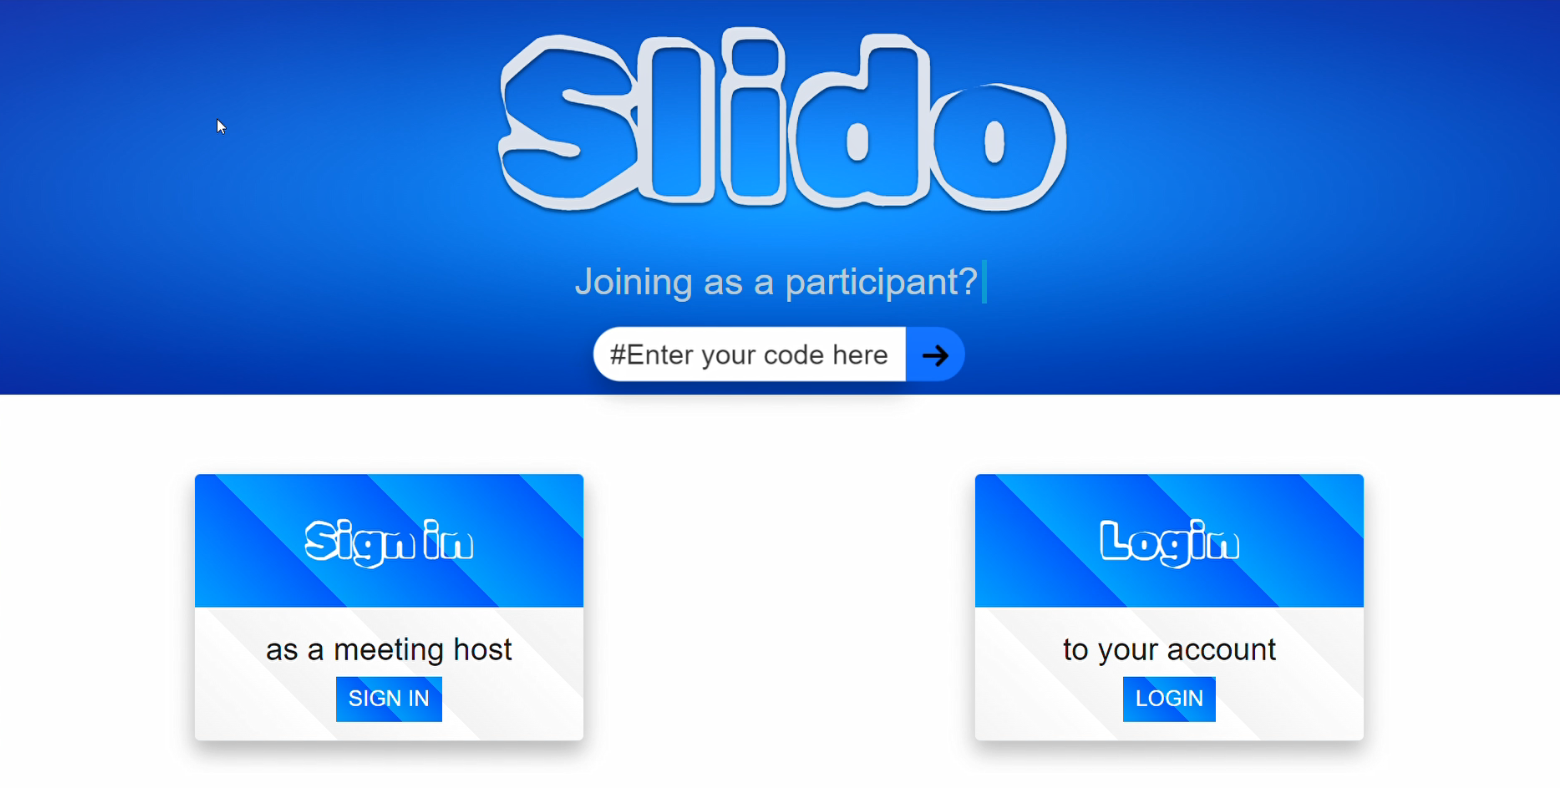 Slido
Joining as a participant?
#Enter your code here
Sign in
as a meeting host
SIGN IN
Login
to your account
LOGIN